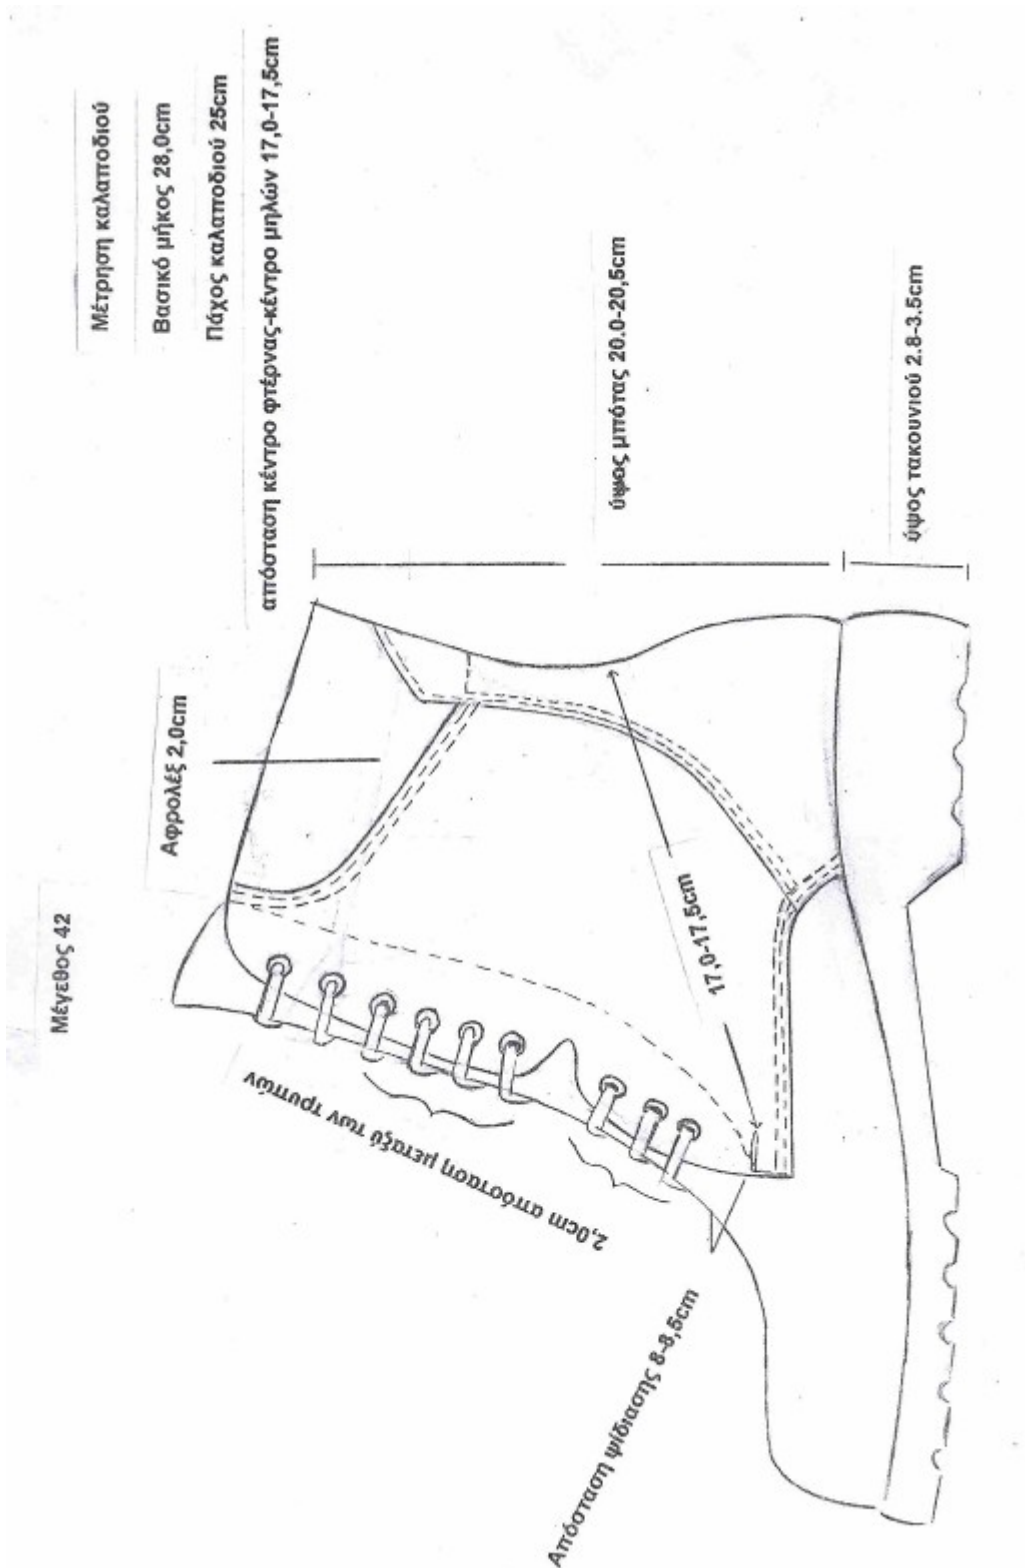 Μέγεθος 42
Μέτρηση καλαποδιού
Βασικό μήκος 28,0cm
Πάχος καλαποδιού 25cm
απόσταση κέντρο φτέρνας-κέντρο μηλών 17,0-17,5cm
Αφρολέξ 2,0cm
2,0cm απόσταση μεταξύ των τρυπών
ύψος μπότας 20.0-20,5cm
17,0-17,5cm
ύψος τακουνιού 2.8-3.5cm
Απόσταση ψίδιασης 8-8,5cm